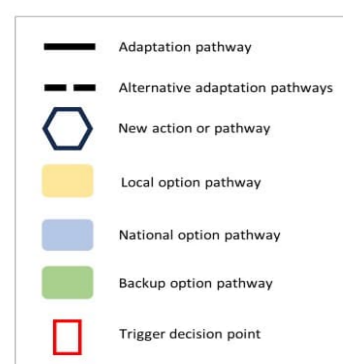 Adaptation pathway
Alternative adaptation pathways
New action or pathway
Local option pathway
National option pathway
Backup option pathway
Trigger decision point